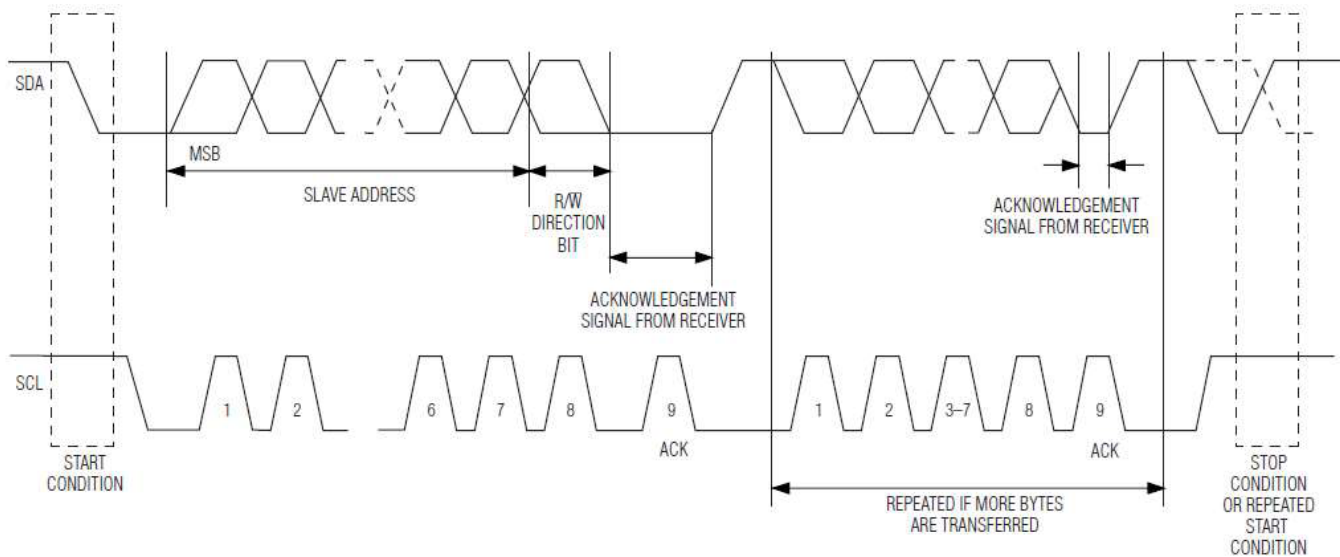 SDA
MSB
SLAVE ADDRESS
R/W̅
DIRECTION
BIT
ACKNOWLEDGEMENT
SIGNAL FROM RECEIVER
ACKNOWLEDGEMENT
SIGNAL FROM RECEIVER
SCL
1
2
6
7
8
9
ACK
1
2
3–7
8
9
ACK
START
CONDITION
REPEATED IF MORE BYTES
ARE TRANSFERRED
STOP
CONDITION
OR REPEATED
START
CONDITION